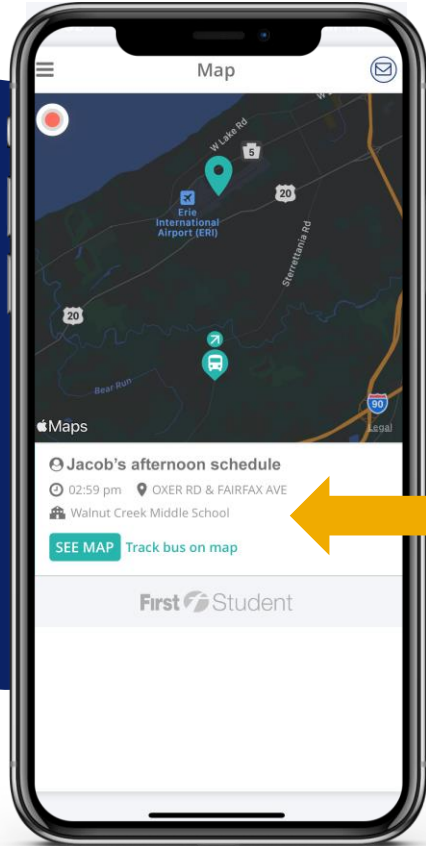 Map
W Lake Rd
5
20
Erie
International
Airport (ERI)
Sterrettania Rd
20
Bear Run
90
Maps
Legal
Jacob's afternoon schedule
02:59 pm OXER RD & FAIRFAX AVE
Walnut Creek Middle School
SEE MAP Track bus on map
First Student